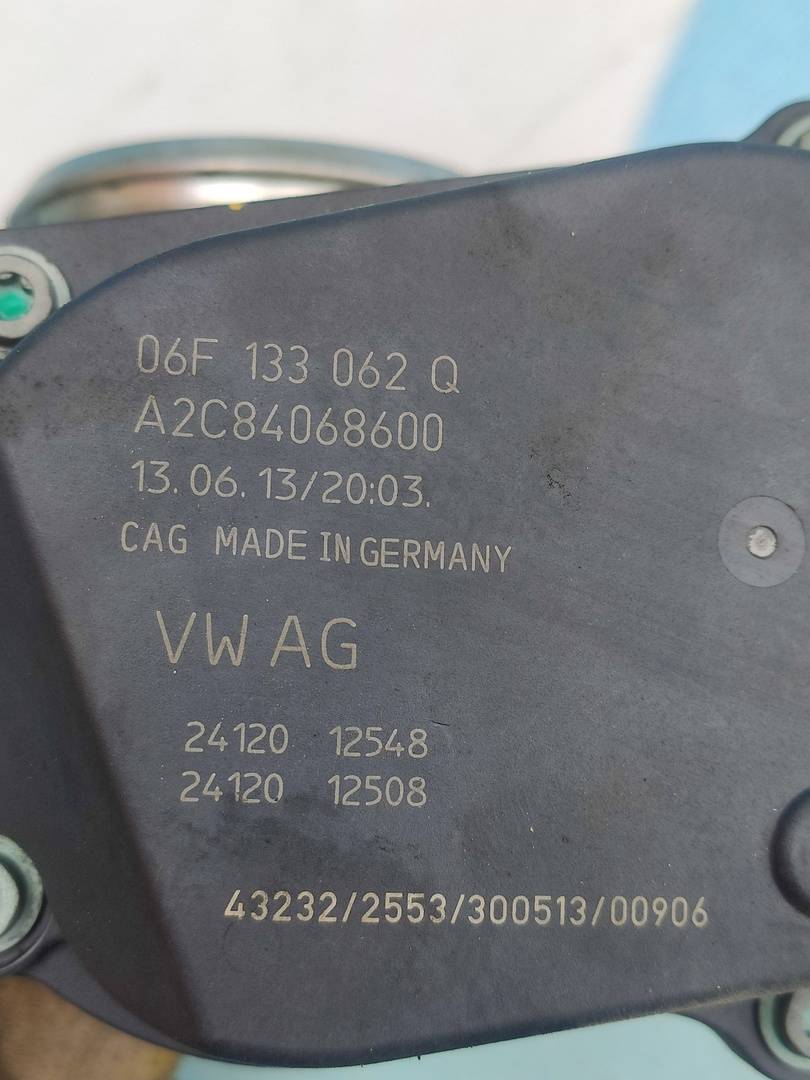 06F 133 062 Q
A2C84068600
13.06.13/20:03.
CAG MADE IN GERMANY
VW AG
24120 12548
24120 12508
43232/2553/300513/00906